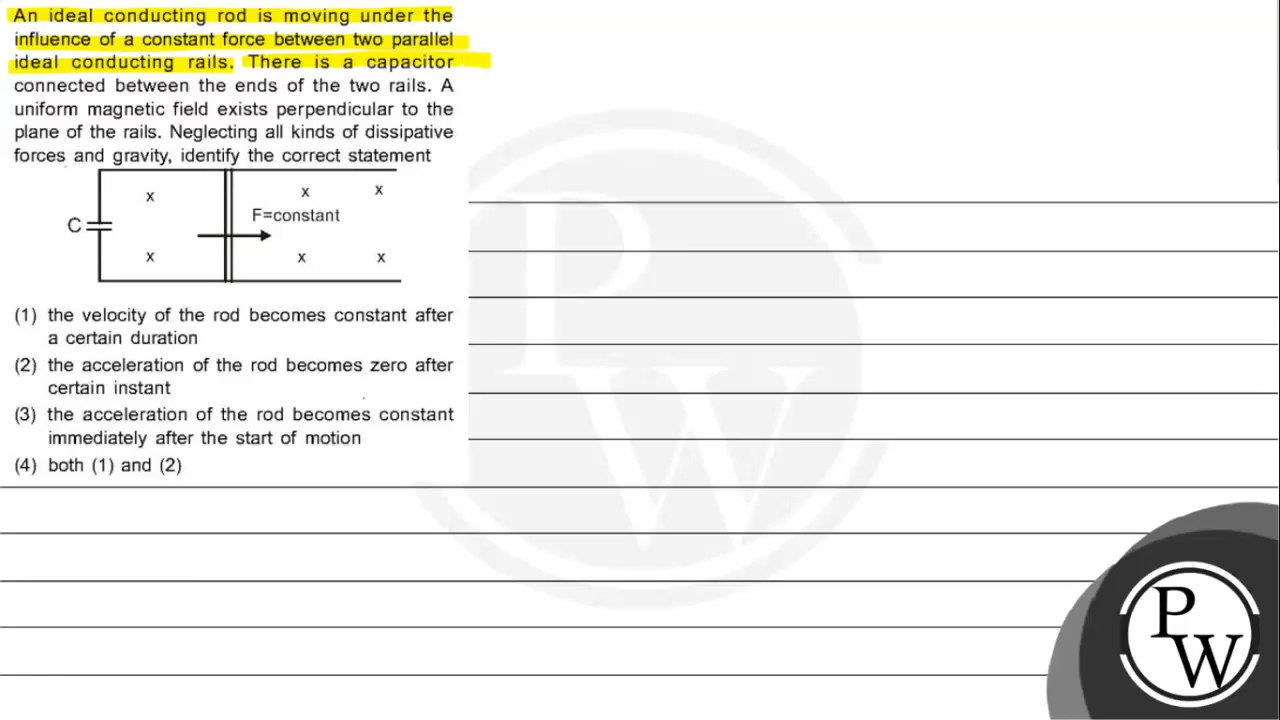 An ideal conducting rod is moving under the
influence of a constant force between two parallel
ideal conducting rails. There is a capacitor
connected between the ends of the two rails. A
uniform magnetic field exists perpendicular to the
plane of the rails. Neglecting all kinds of dissipative
forces and gravity, identify the correct statement
x x x
F=constant
C
x x x
(1) the velocity of the rod becomes constant after
a certain duration
(2) the acceleration of the rod becomes zero after
certain instant
(3) the acceleration of the rod becomes constant
immediately after the start of motion
(4) both (1) and (2)
P
W
P
W